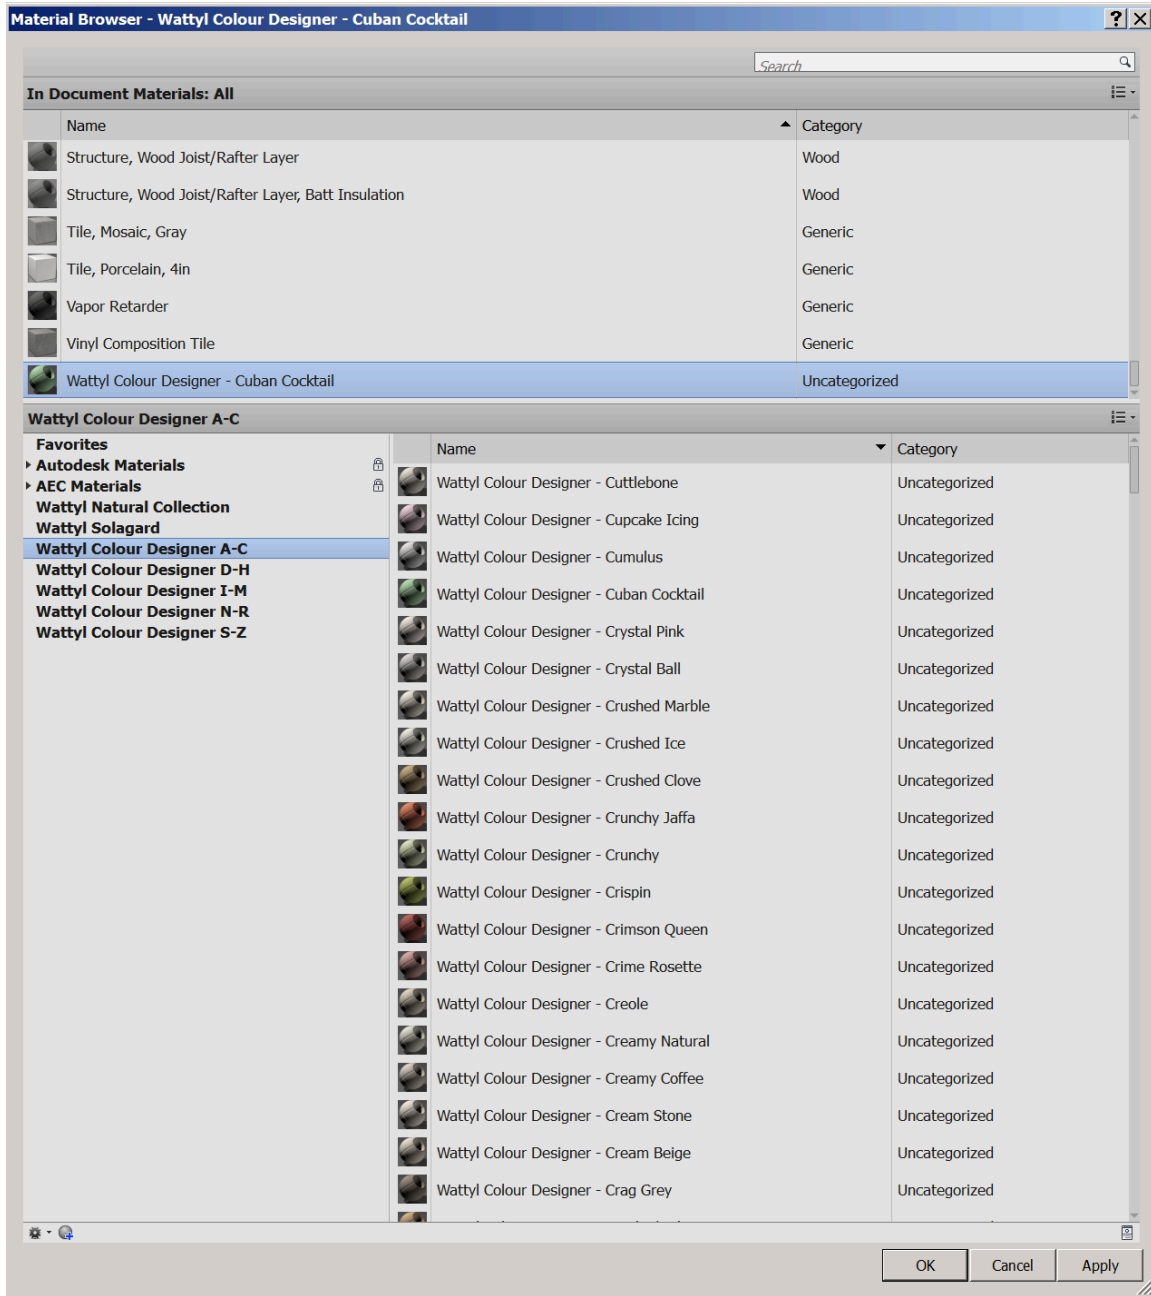 Material Browser - Wattyl Colour Designer - Cuban Cocktail
Search
In Document Materials: All
Name Category
Structure, Wood Joist/Rafter Layer Wood
Structure, Wood Joist/Rafter Layer, Batt Insulation Wood
Tile, Mosaic, Gray Generic
Tile, Porcelain, 4in Generic
Vapor Retarder Generic
Vinyl Composition Tile Generic
Wattyl Colour Designer - Cuban Cocktail Uncategorized
Wattyl Colour Designer A-C
Favorites
Autodesk Materials
AEC Materials
Wattyl Natural Collection
Wattyl Solagard
Wattyl Colour Designer A-C
Wattyl Colour Designer D-H
Wattyl Colour Designer I-M
Wattyl Colour Designer N-R
Wattyl Colour Designer S-Z
Name Category
Wattyl Colour Designer - Cuttlebone Uncategorized
Wattyl Colour Designer - Cupcake Icing Uncategorized
Wattyl Colour Designer - Cumulus Uncategorized
Wattyl Colour Designer - Cuban Cocktail Uncategorized
Wattyl Colour Designer - Crystal Pink Uncategorized
Wattyl Colour Designer - Crystal Ball Uncategorized
Wattyl Colour Designer - Crushed Marble Uncategorized
Wattyl Colour Designer - Crushed Ice Uncategorized
Wattyl Colour Designer - Crushed Clove Uncategorized
Wattyl Colour Designer - Crunchy Jaffa Uncategorized
Wattyl Colour Designer - Crunchy Uncategorized
Wattyl Colour Designer - Crispin Uncategorized
Wattyl Colour Designer - Crimson Queen Uncategorized
Wattyl Colour Designer - Crime Rosette Uncategorized
Wattyl Colour Designer - Creole Uncategorized
Wattyl Colour Designer - Creamy Natural Uncategorized
Wattyl Colour Designer - Creamy Coffee Uncategorized
Wattyl Colour Designer - Cream Stone Uncategorized
Wattyl Colour Designer - Cream Beige Uncategorized
Wattyl Colour Designer - Crag Grey Uncategorized
OK Cancel Apply